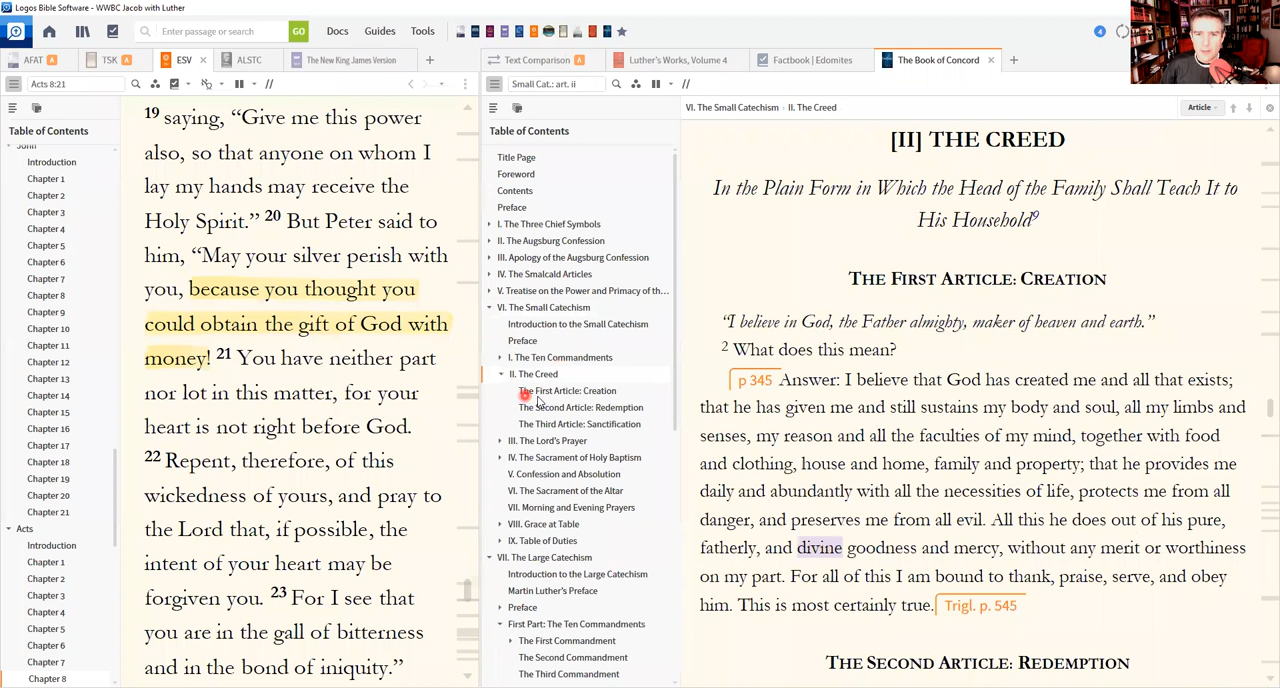 Logos Bible Software - WWBC Jacob with Luther
Enter passage or search
GO
Docs
Guides
Tools
4
AFAT A
TSK A
ESV
ALSTC
The New King James Version
Text Comparison A
Luther's Works, Volume 4
Factbook | Edomites
The Book of Concord
Acts 8:21
Small Cat.: art. ii
Table of Contents
John
Introduction
Chapter 1
Chapter 2
Chapter 3
Chapter 4
Chapter 5
Chapter 6
Chapter 7
Chapter 8
Chapter 9
Chapter 10
Chapter 11
Chapter 12
Chapter 13
Chapter 14
Chapter 15
Chapter 16
Chapter 17
Chapter 18
Chapter 19
Chapter 20
Chapter 21
Acts
Introduction
Chapter 1
Chapter 2
Chapter 3
Chapter 4
Chapter 5
Chapter 6
Chapter 7
Chapter 8
19 saying, “Give me this power
also, so that anyone on whom I
lay my hands may receive the
Holy Spirit.” 20 But Peter said to
him, “May your silver perish with
you, because you thought you
could obtain the gift of God with
money! 21 You have neither part
nor lot in this matter, for your
heart is not right before God.
22 Repent, therefore, of this
wickedness of yours, and pray to
the Lord that, if possible, the
intent of your heart may be
forgiven you. 23 For I see that
you are in the gall of bitterness
and in the bond of iniquity.”
Table of Contents
Title Page
Foreword
Contents
Preface
I. The Three Chief Symbols
II. The Augsburg Confession
III. Apology of the Augsburg Confession
IV. The Smalcald Articles
V. Treatise on the Power and Primacy of th...
VI. The Small Catechism
Introduction to the Small Catechism
Preface
I. The Ten Commandments
II. The Creed
The First Article: Creation
The Second Article: Redemption
The Third Article: Sanctification
III. The Lord's Prayer
IV. The Sacrament of Holy Baptism
V. Confession and Absolution
VI. The Sacrament of the Altar
VII. Morning and Evening Prayers
VIII. Grace at Table
IX. Table of Duties
VII. The Large Catechism
Introduction to the Large Catechism
Martin Luther's Preface
Preface
First Part: The Ten Commandments
The First Commandment
The Second Commandment
The Third Commandment
VI. The Small Catechism › II. The Creed
Article
[II] THE CREED
In the Plain Form in Which the Head of the Family Shall Teach It to
His Household9
THE FIRST ARTICLE: CREATION
“I believe in God, the Father almighty, maker of heaven and earth.”
2 What does this mean?
p 345 Answer: I believe that God has created me and all that exists;
that he has given me and still sustains my body and soul, all my limbs and
senses, my reason and all the faculties of my mind, together with food
and clothing, house and home, family and property; that he provides me
daily and abundantly with all the necessities of life, protects me from all
danger, and preserves me from all evil. All this he does out of his pure,
fatherly, and divine goodness and mercy, without any merit or worthiness
on my part. For all of this I am bound to thank, praise, serve, and obey
him. This is most certainly true. Trigl. p. 545
THE SECOND ARTICLE: REDEMPTION